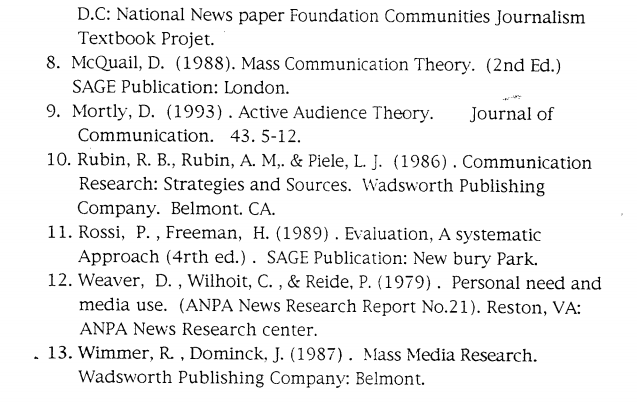 D.C: National News paper Foundation Communities Journalism
Textbook Projet.
8. McQuail, D. (1988). Mass Communication Theory. (2nd Ed.)
SAGE Publication: London.
9. Mortly, D. (1993) . Active Audience Theory. Journal of
Communication. 43. 5-12.
10. Rubin, R. B., Rubin, A. M,. & Piele, L. J. (1986) . Communication
Research: Strategies and Sources. Wadsworth Publishing
Company. Belmont. CA.
11. Rossi, P. , Freeman, H. (1989) . Evaluation, A systematic
Approach (4rth ed.) . SAGE Publication: New bury Park.
12. Weaver, D. , Wilhoit, C. , & Reide, P. (1979) . Personal need and
media use. (ANPA News Research Report No.21). Reston, VA:
ANPA News Research center.
13. Wimmer, R. , Dominck, J. (1987) . Mass Media Research.
Wadsworth Publishing Company: Belmont.